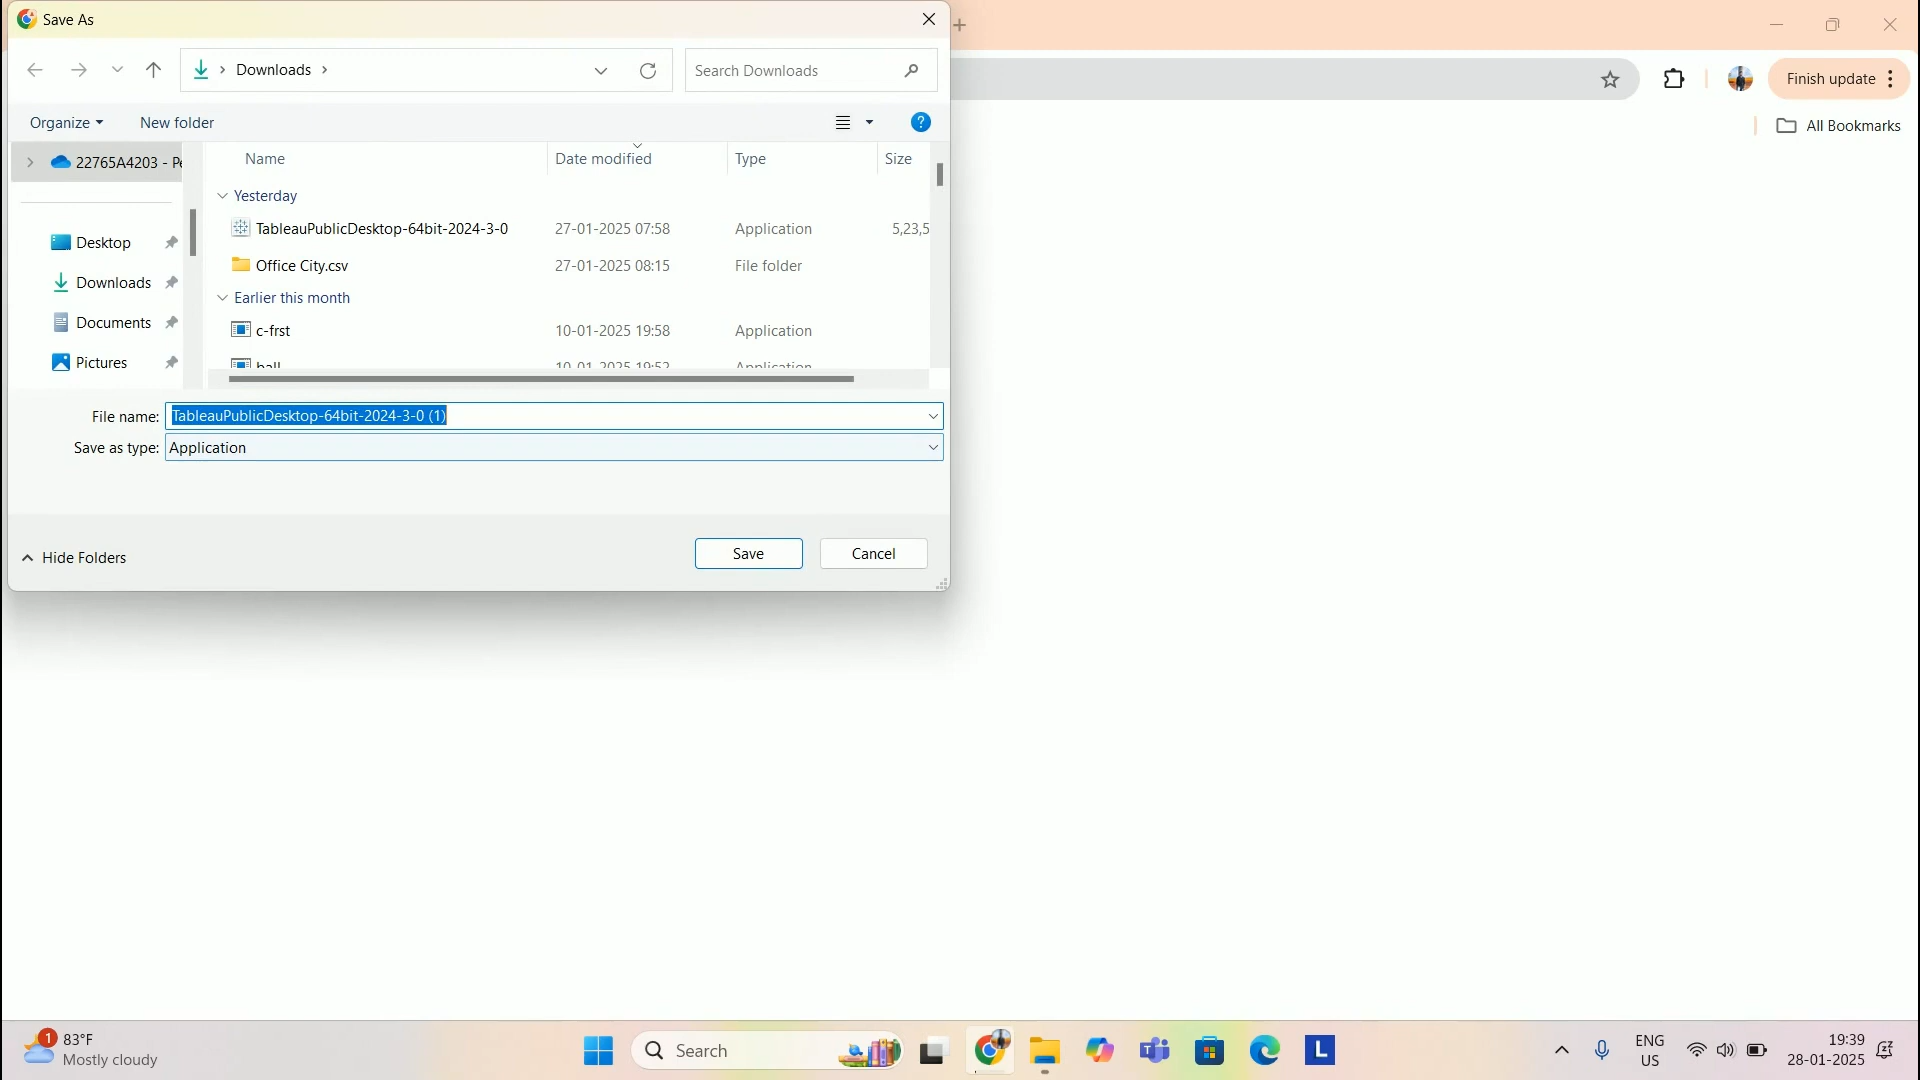 Save As
Downloads
Search Downloads
Finish update
Organize
New folder
All Bookmarks
22765A4203 - Pe
Name
Date modified
Type
Size
Yesterday
TableauPublicDesktop-64bit-2024-3-0 27-01-2025 07:58 Application 5,23,5
Office City.csv 27-01-2025 08:15 File folder
Earlier this month
c-frst 10-01-2025 19:58 Application
ball 10-01-2025 19:52 Application
Desktop
Downloads
Documents
Pictures
File name: TableauPublicDesktop-64bit-2024-3-0 (1)
Save as type: Application
Hide Folders
Save
Cancel
1
83°F
Mostly cloudy
Search
L
ENG
US
19:39
28-01-2025